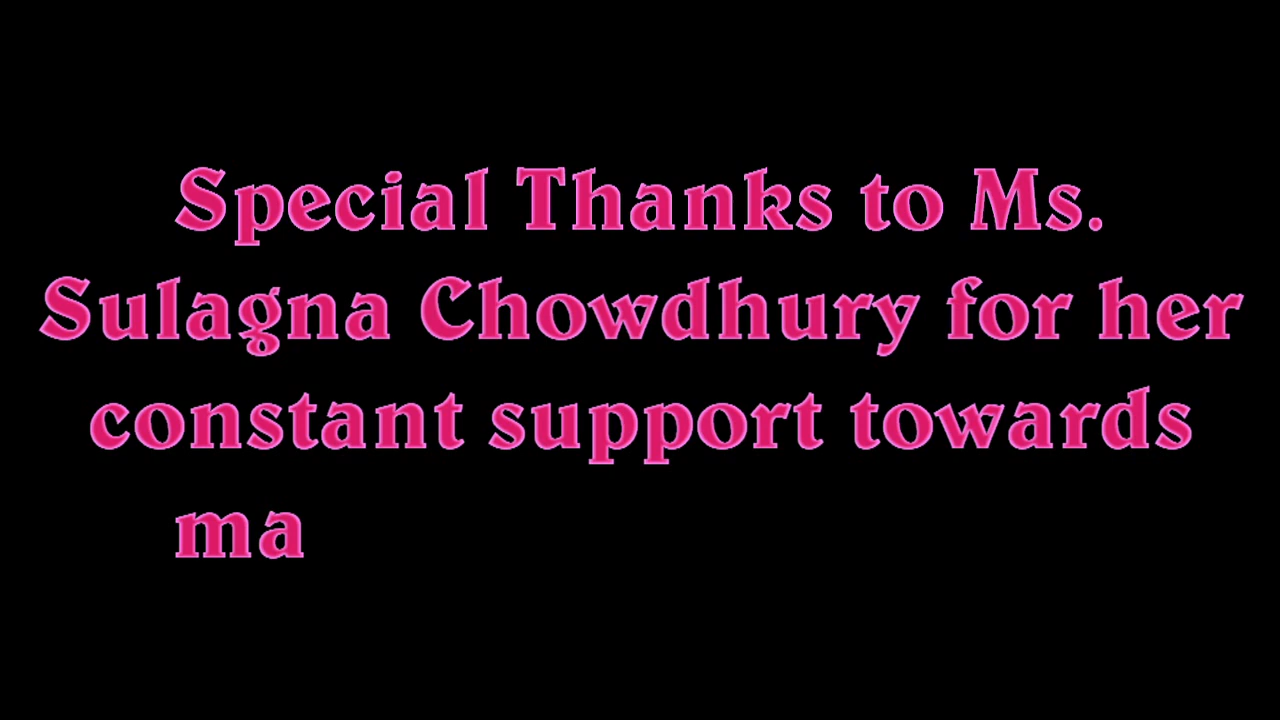 Special Thanks to Ms.
Sulagna Chowdhury for her
constant support towards
ma